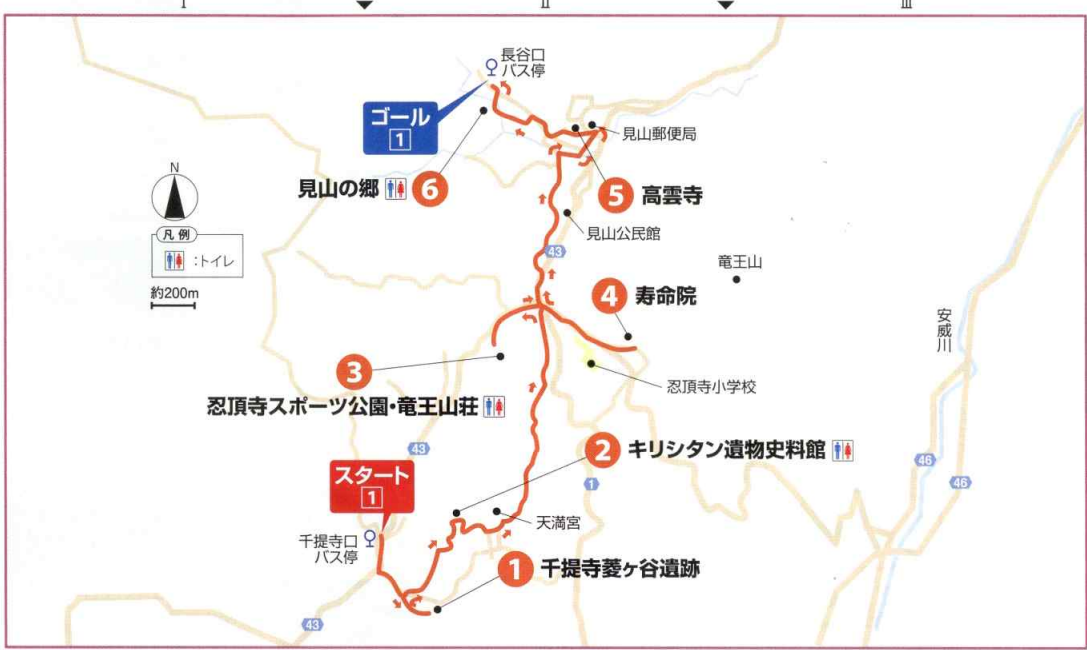 I
II
III
長谷口
バス停
ゴール
1
見山郵便局
見山の郷
6
5
高雲寺
N
凡例
:トイレ
約200m
見山公民館
43
竜王山
4
寿命院
安威川
3
忍頂寺小学校
忍頂寺スポーツ公園・竜王山荘
43
2
キリシタン遺物史料館
スタート
1
46
46
1
天満宮
千提寺口
バス停
1
千提寺菱ヶ谷遺跡
43